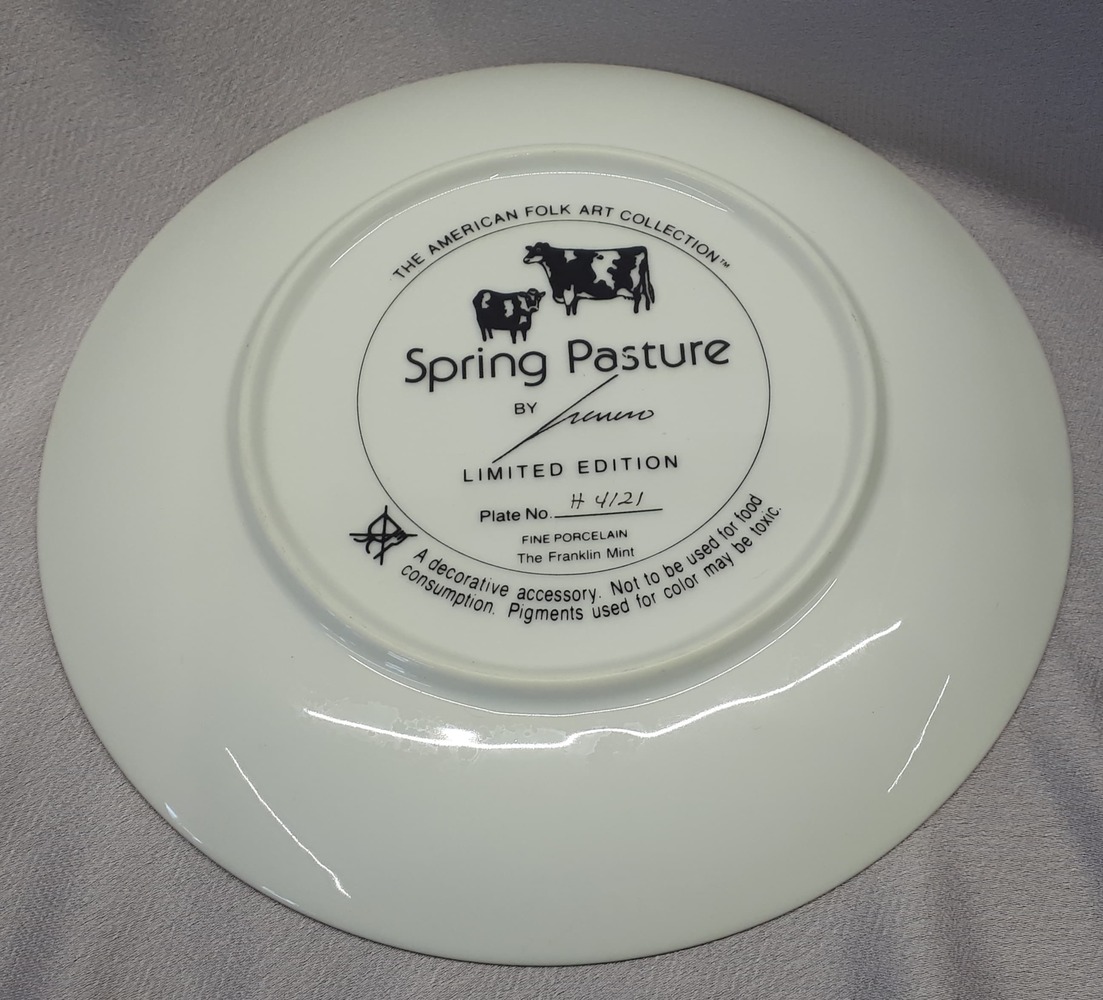 THE AMERICAN FOLK ART COLLECTION™
Spring Pasture
BY
LIMITED EDITION
Plate No. H 4121
FINE PORCELAIN
The Franklin Mint
A decorative accessory. Not to be used for food
consumption. Pigments used for color may be toxic.